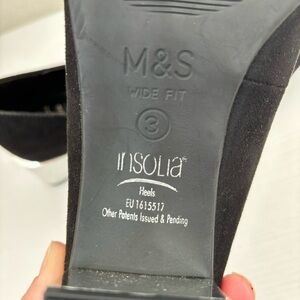 M&S
WIDE FIT
3
insolia®
Heels
EU 1615517
Other Patents Issued & Pending